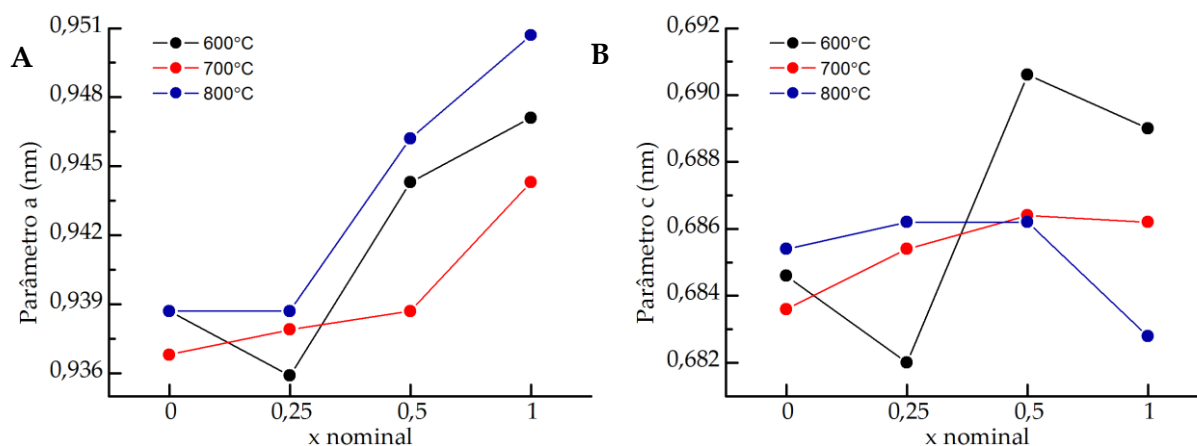 A
Parâmetro a (nm)
0,951
0,948
0,945
0,942
0,939
0,936
600°C
700°C
800°C
0 0,25 0,5 1
x nominal
B
Parâmetro c (nm)
0,692
0,690
0,688
0,686
0,684
0,682
600°C
700°C
800°C
0 0,25 0,5 1
x nominal